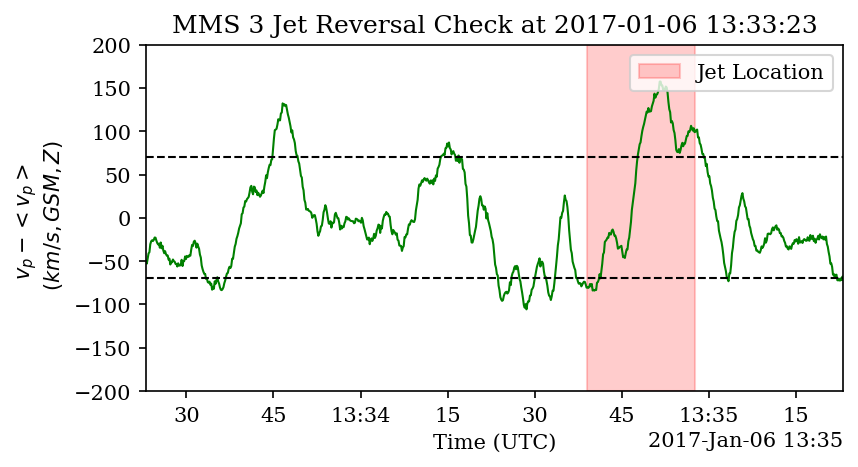 MMS 3 Jet Reversal Check at 2017-01-06 13:33:23
200
150
100
50
0
−50
−100
−150
−200
v_p − < v_p >
(km/s, GSM, Z)
Jet Location
30
45
13:34
15
30
45
13:35
15
Time (UTC)
2017-Jan-06 13:35